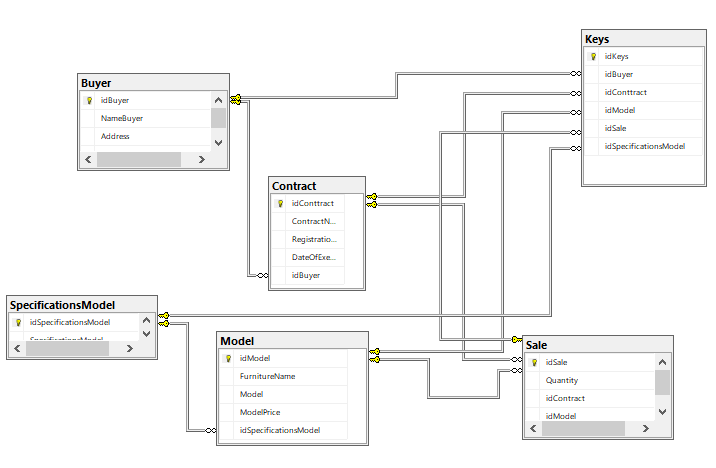 Keys
idKeys
idBuyer
idConttract
idModel
idSale
idSpecificationsModel
Buyer
idBuyer
NameBuyer
Address
Contract
idConttract
ContractN...
Registratio...
DateOfExe...
idBuyer
SpecificationsModel
idSpecificationsModel
SpecificationsModel
Model
idModel
FurnitureName
Model
ModelPrice
idSpecificationsModel
Sale
idSale
Quantity
idContract
idModel